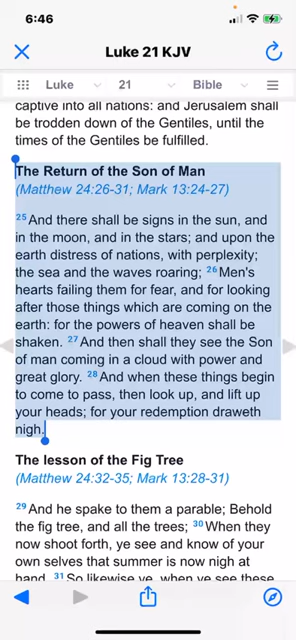 6:46
Luke 21 KJV
Luke 21 Bible
captive into all nations: and Jerusalem shall
be trodden down of the Gentiles, until the
times of the Gentiles be fulfilled.
The Return of the Son of Man
(Matthew 24:26-31; Mark 13:24-27)
25 And there shall be signs in the sun, and
in the moon, and in the stars; and upon the
earth distress of nations, with perplexity;
the sea and the waves roaring; 26 Men's
hearts failing them for fear, and for looking
after those things which are coming on the
earth: for the powers of heaven shall be
shaken. 27 And then shall they see the Son
of man coming in a cloud with power and
great glory. 28 And when these things begin
to come to pass, then look up, and lift up
your heads; for your redemption draweth
nigh.
The lesson of the Fig Tree
(Matthew 24:32-35; Mark 13:28-31)
29 And he spake to them a parable; Behold
the fig tree, and all the trees; 30 When they
now shoot forth, ye see and know of your
own selves that summer is now nigh at
hand. 31 So likewise ye, when ye see these